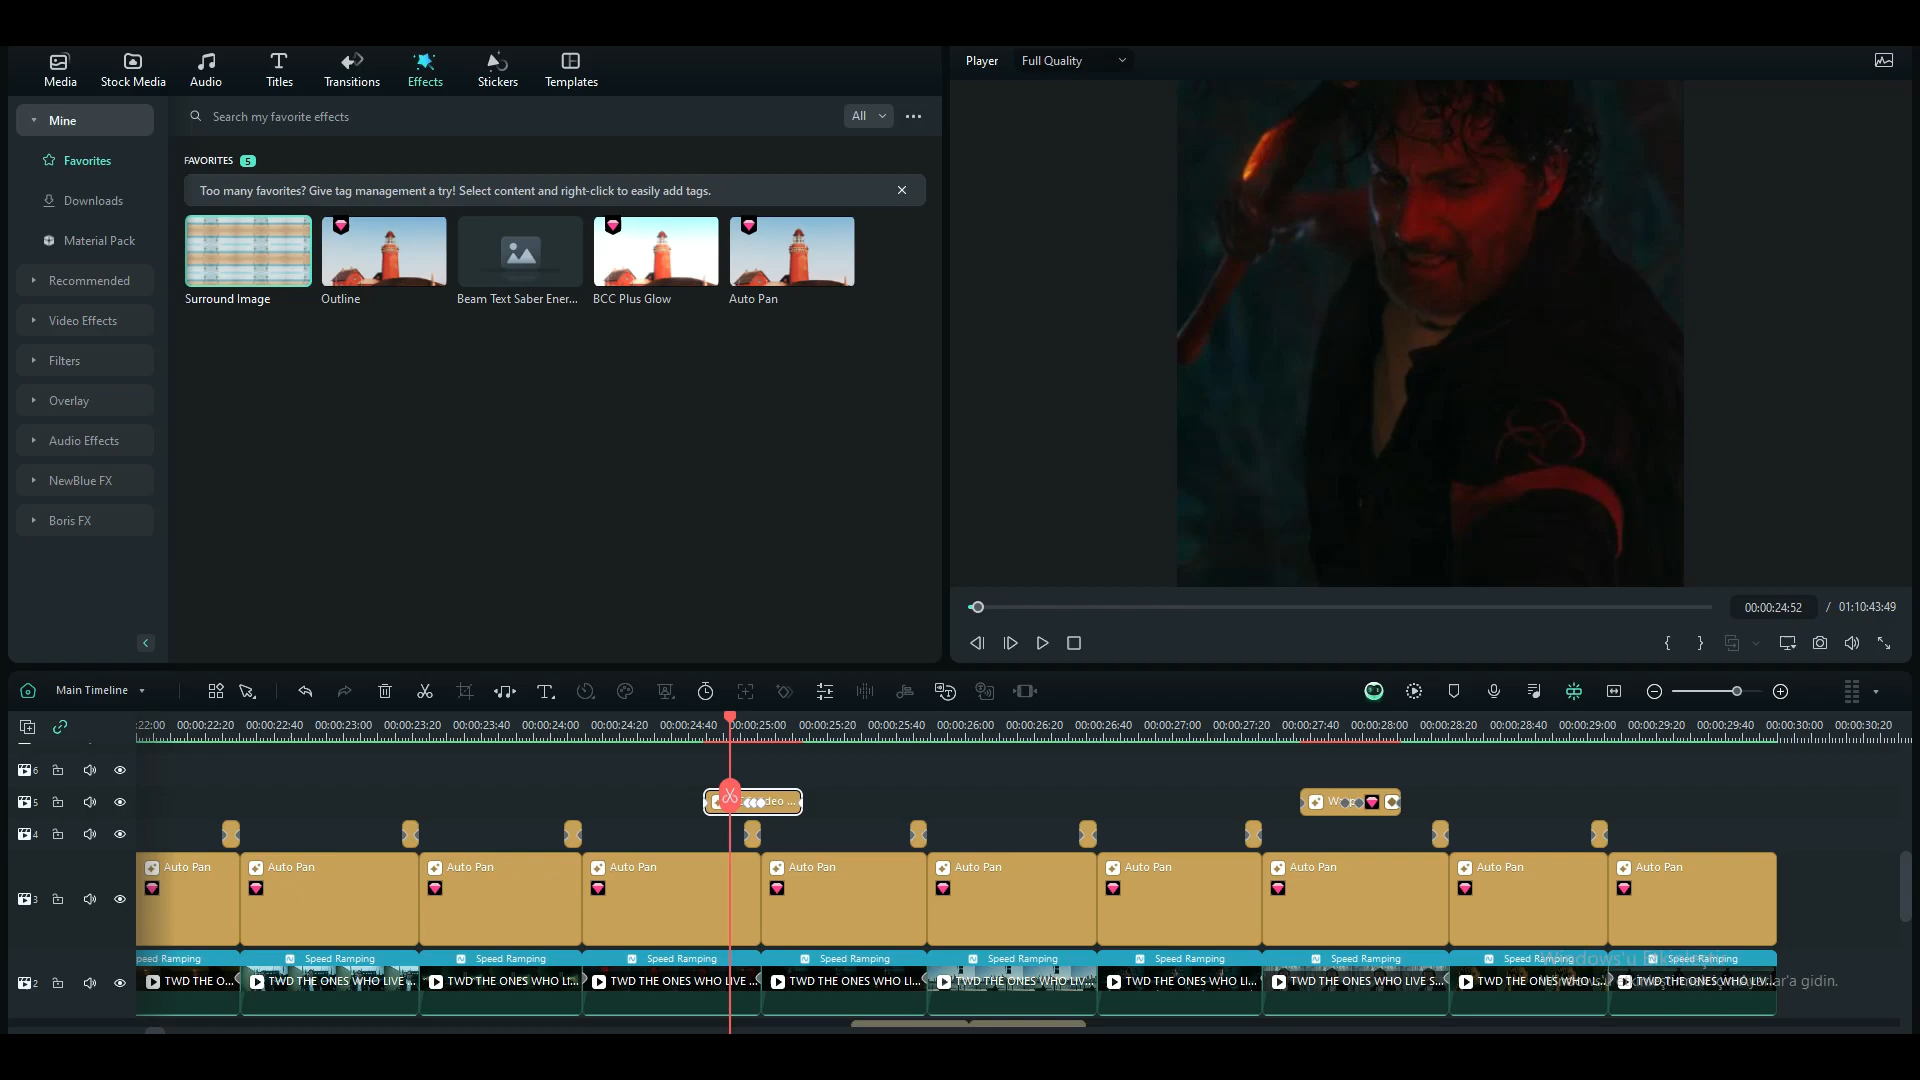 Media
Stock Media
Audio
Titles
Transitions
Effects
Stickers
Templates
Player
Full Quality
Mine
Favorites
Downloads
Material Pack
Recommended
Video Effects
Filters
Overlay
Audio Effects
NewBlue FX
Boris FX
Search my favorite effects
All
FAVORITES 5
Too many favorites? Give tag management a try! Select content and right-click to easily add tags.
Surround Image
Outline
Beam Text Saber Ener...
BCC Plus Glow
Auto Pan
00:00:24:52 / 01:10:43:49
Main Timeline
:22:00 00:00:22:20 00:00:22:40 00:00:23:00 00:00:23:20 00:00:23:40 00:00:24:00 00:00:24:20 00:00:24:40 00:00:25:00 00:00:25:20 00:00:25:40 00:00:26:00 00:00:26:20 00:00:26:40 00:00:27:00 00:00:27:20 00:00:27:40 00:00:28:00 00:00:28:20 00:00:28:40 00:00:29:00 00:00:29:20 00:00:29:40 00:00:30:00 00:00:30:20
6
5
4
3 Auto Pan Auto Pan Auto Pan Auto Pan Auto Pan Auto Pan Auto Pan Auto Pan Auto Pan Auto Pan
peed Ramping Speed Ramping Speed Ramping Speed Ramping Speed Ramping Speed Ramping Speed Ramping Speed Ramping Speed Ramping Speed Ramping
2 TWD THE O... TWD THE ONES WHO LIVE ... TWD THE ONES WHO LI... TWD THE ONES WHO LIVE ... TWD THE ONES WHO LI... TWD THE ONES WHO LIV... TWD THE ONES WHO LI... TWD THE ONES WHO LIVE S... TWD THE ONES WHO LI... TWD THE ONES WHO LIV...
gidin.